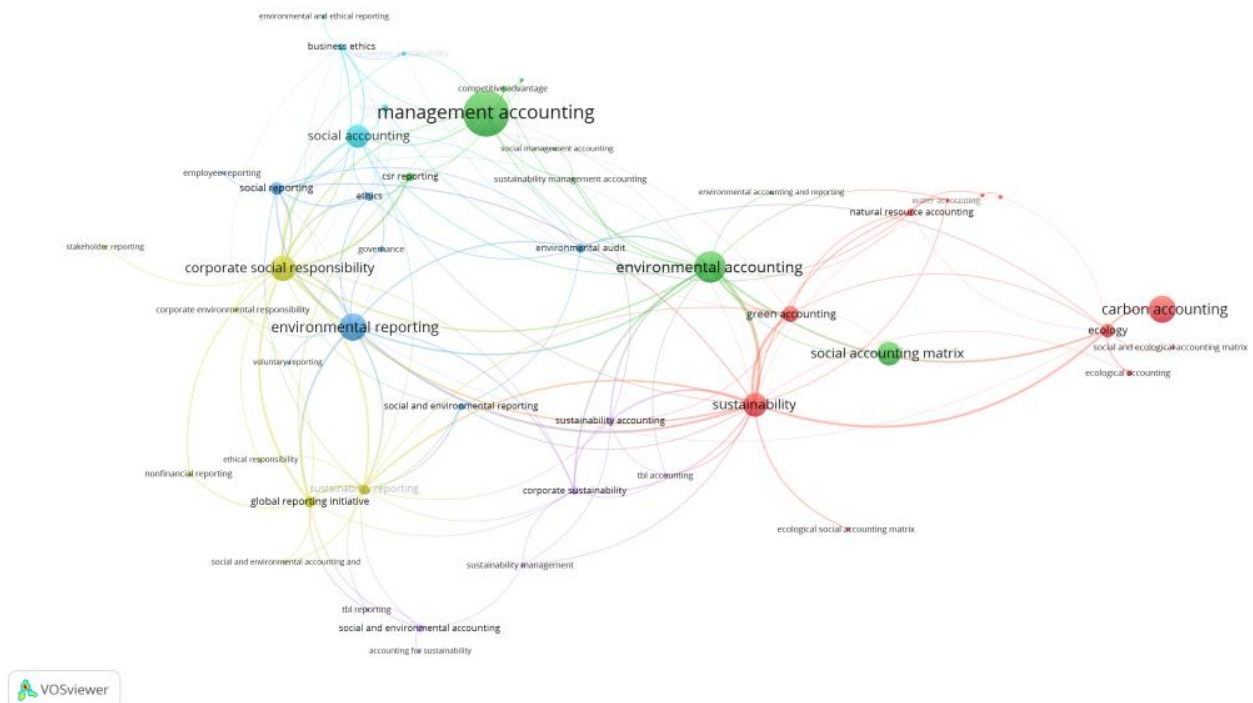 environmental and ethical reporting
business ethics
competitive advantage
management accounting
social accounting
social management accounting
employee reporting
csr reporting
sustainability management accounting
social reporting
ethics
environmental accounting and reporting
water accounting
natural resource accounting
stakeholder reporting
governance
environmental audit
corporate social responsibility
environmental accounting
corporate environmental responsibility
green accounting
carbon accounting
environmental reporting
ecology
social and ecological accounting matrix
social accounting matrix
voluntary reporting
ecological accounting
social and environmental reporting
sustainability
sustainability accounting
ethical responsibility
nonfinancial reporting
tbl accounting
sustainability reporting
corporate sustainability
global reporting initiative
ecological social accounting matrix
social and environmental accounting and
sustainability management
tbl reporting
social and environmental accounting
accounting for sustainability
VOSviewer